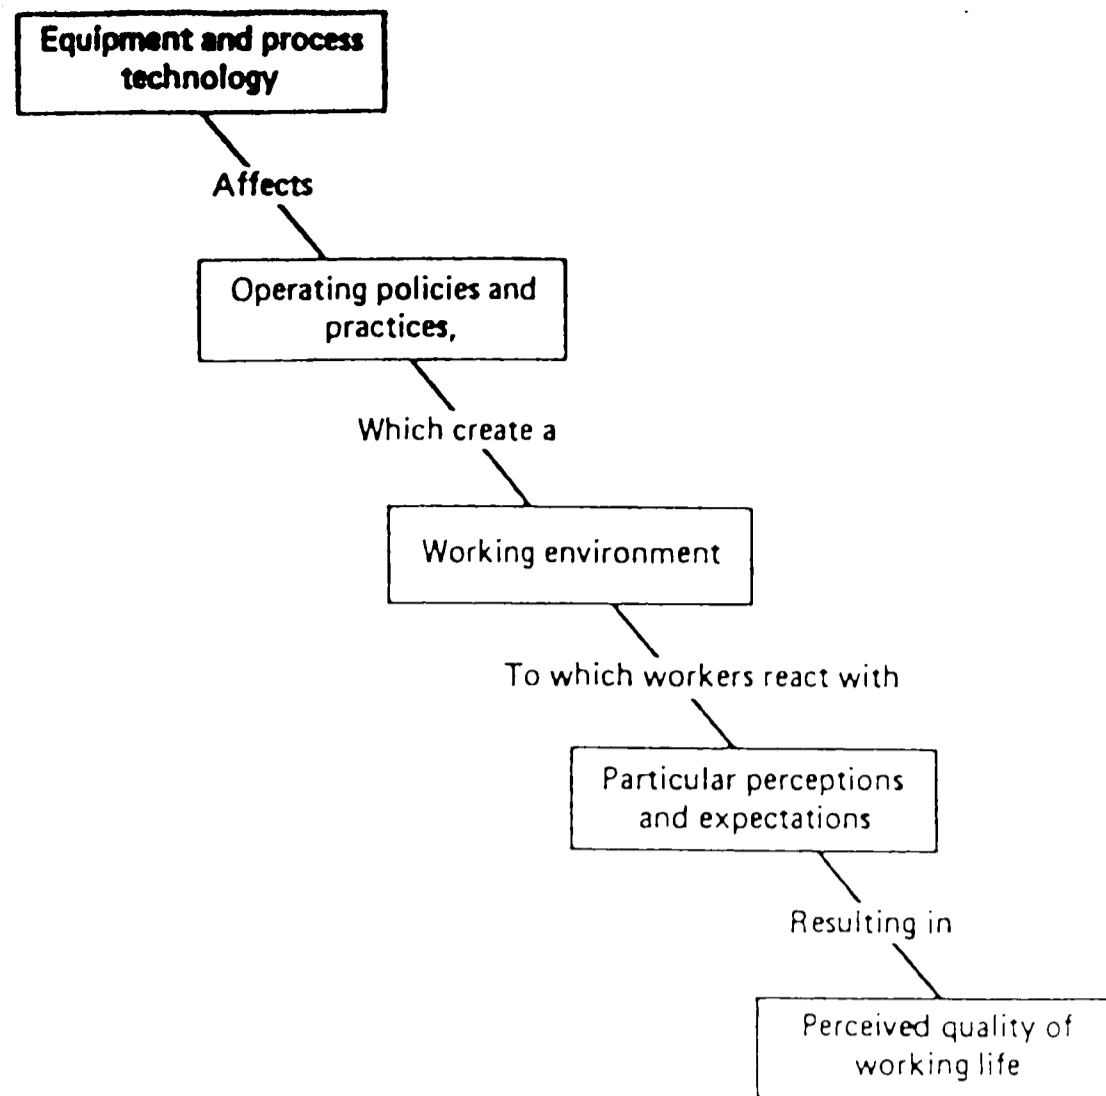 Equipment and process
technology
Affects
Operating policies and
practices,
Which create a
Working environment
To which workers react with
Particular perceptions
and expectations
Resulting in
Perceived quality of
working life